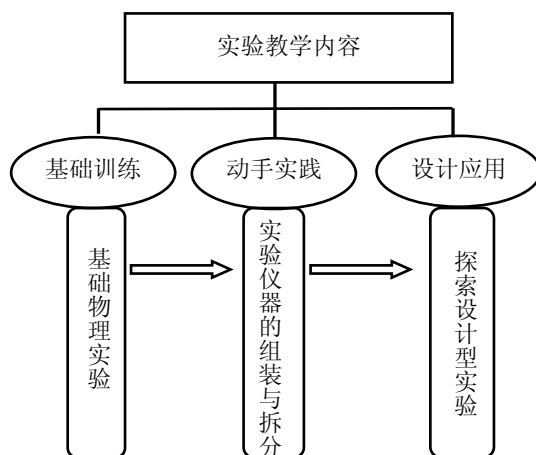 实验教学内容
基础训练
动手实践
设计应用
基础物理实验
实验仪器的组装与拆分
探索设计型实验